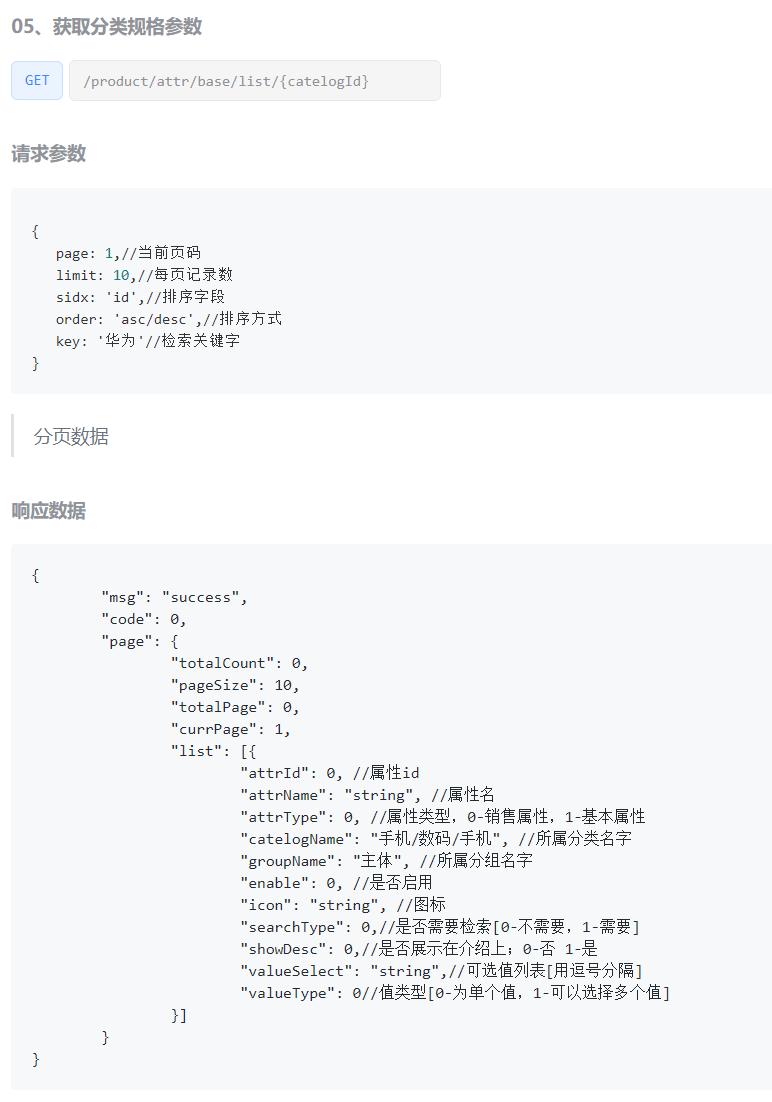 05、获取分类规格参数
GET /product/attr/base/list/{catelogId}
请求参数
{
page: 1,//当前页码
limit: 10,//每页记录数
sidx: 'id',//排序字段
order: 'asc/desc',//排序方式
key: '华为'//检索关键字
}
分页数据
响应数据
{
"msg": "success",
"code": 0,
"page": {
"totalCount": 0,
"pageSize": 10,
"totalPage": 0,
"currPage": 1,
"list": [{
"attrId": 0, //属性id
"attrName": "string", //属性名
"attrType": 0, //属性类型，0-销售属性，1-基本属性
"catelogName": "手机/数码/手机", //所属分类名字
"groupName": "主体", //所属分组名字
"enable": 0, //是否启用
"icon": "string", //图标
"searchType": 0,//是否需要检索[0-不需要，1-需要]
"showDesc": 0,//是否展示在介绍上；0-否 1-是
"valueSelect": "string",//可选值列表[用逗号分隔]
"valueType": 0//值类型[0-为单个值，1-可以选择多个值]
}]
}
}